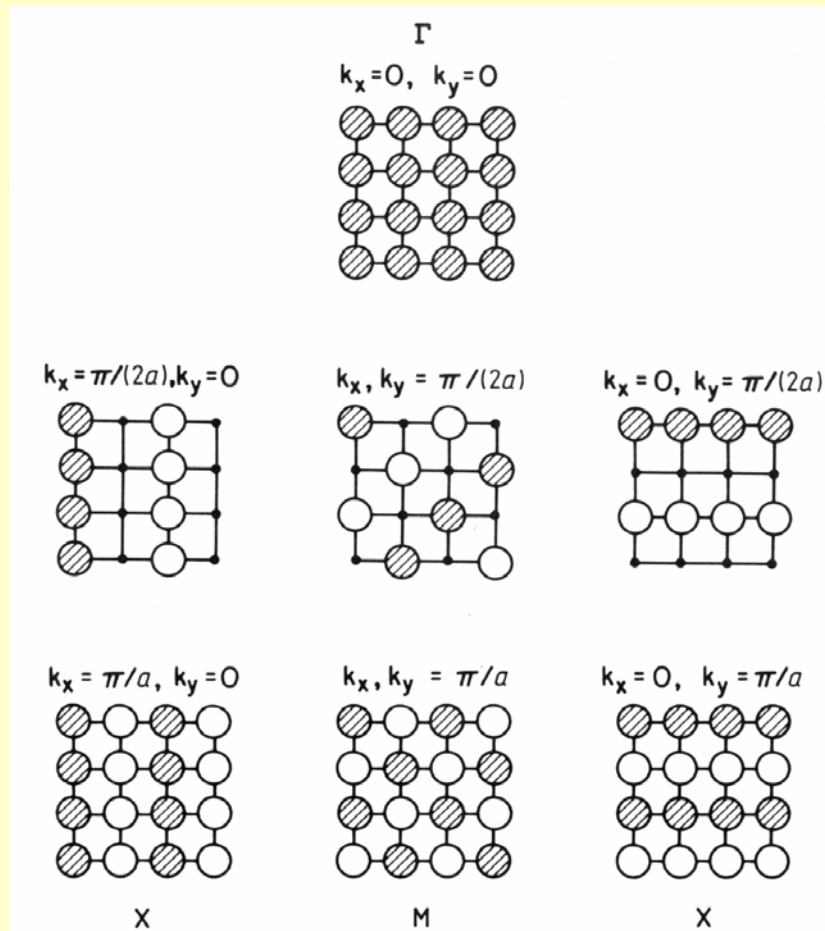 Γ
kx=0, ky=0
kx=π/(2a),ky=0
kx, ky = π/(2a)
kx=0, ky=π/(2a)
kx=π/a, ky=0
kx, ky = π/a
kx=0, ky=π/a
X
M
X